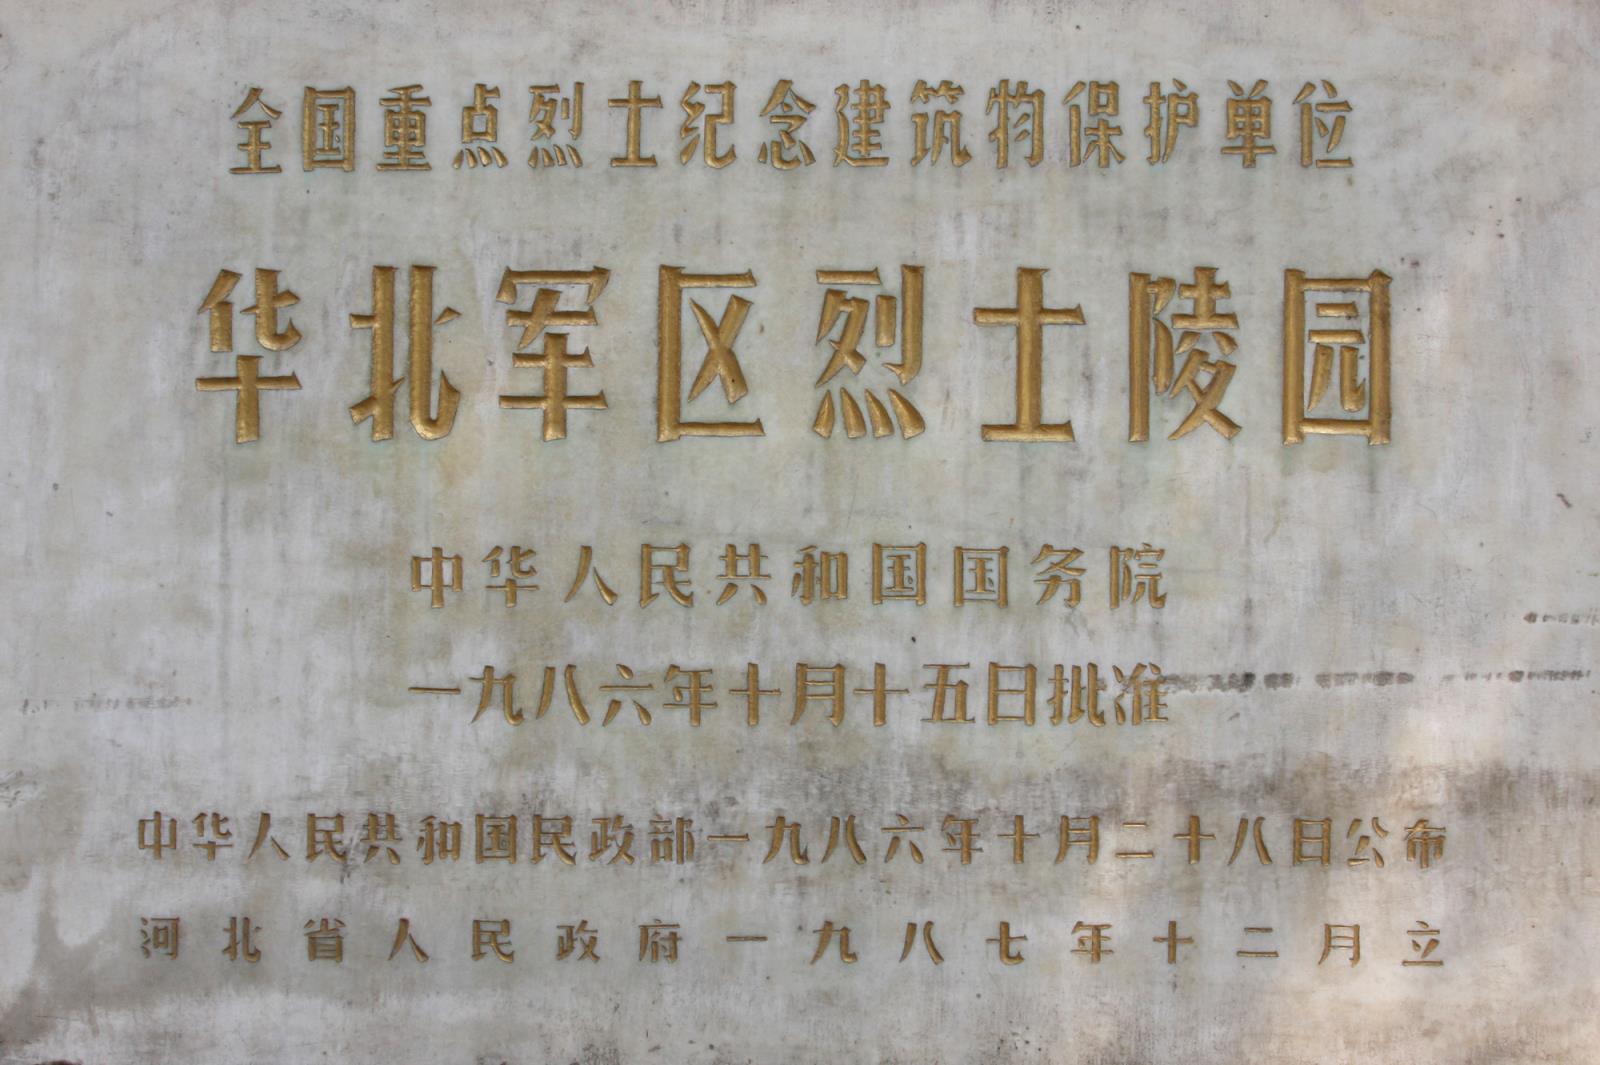 全国重点烈士纪念建筑物保护单位
华北军区烈士陵园
中华人民共和国国务院
一九八六年十月十五日批准
中华人民共和国民政部一九八六年十月二十八日公布
河北省人民政府一九八七年十二月立